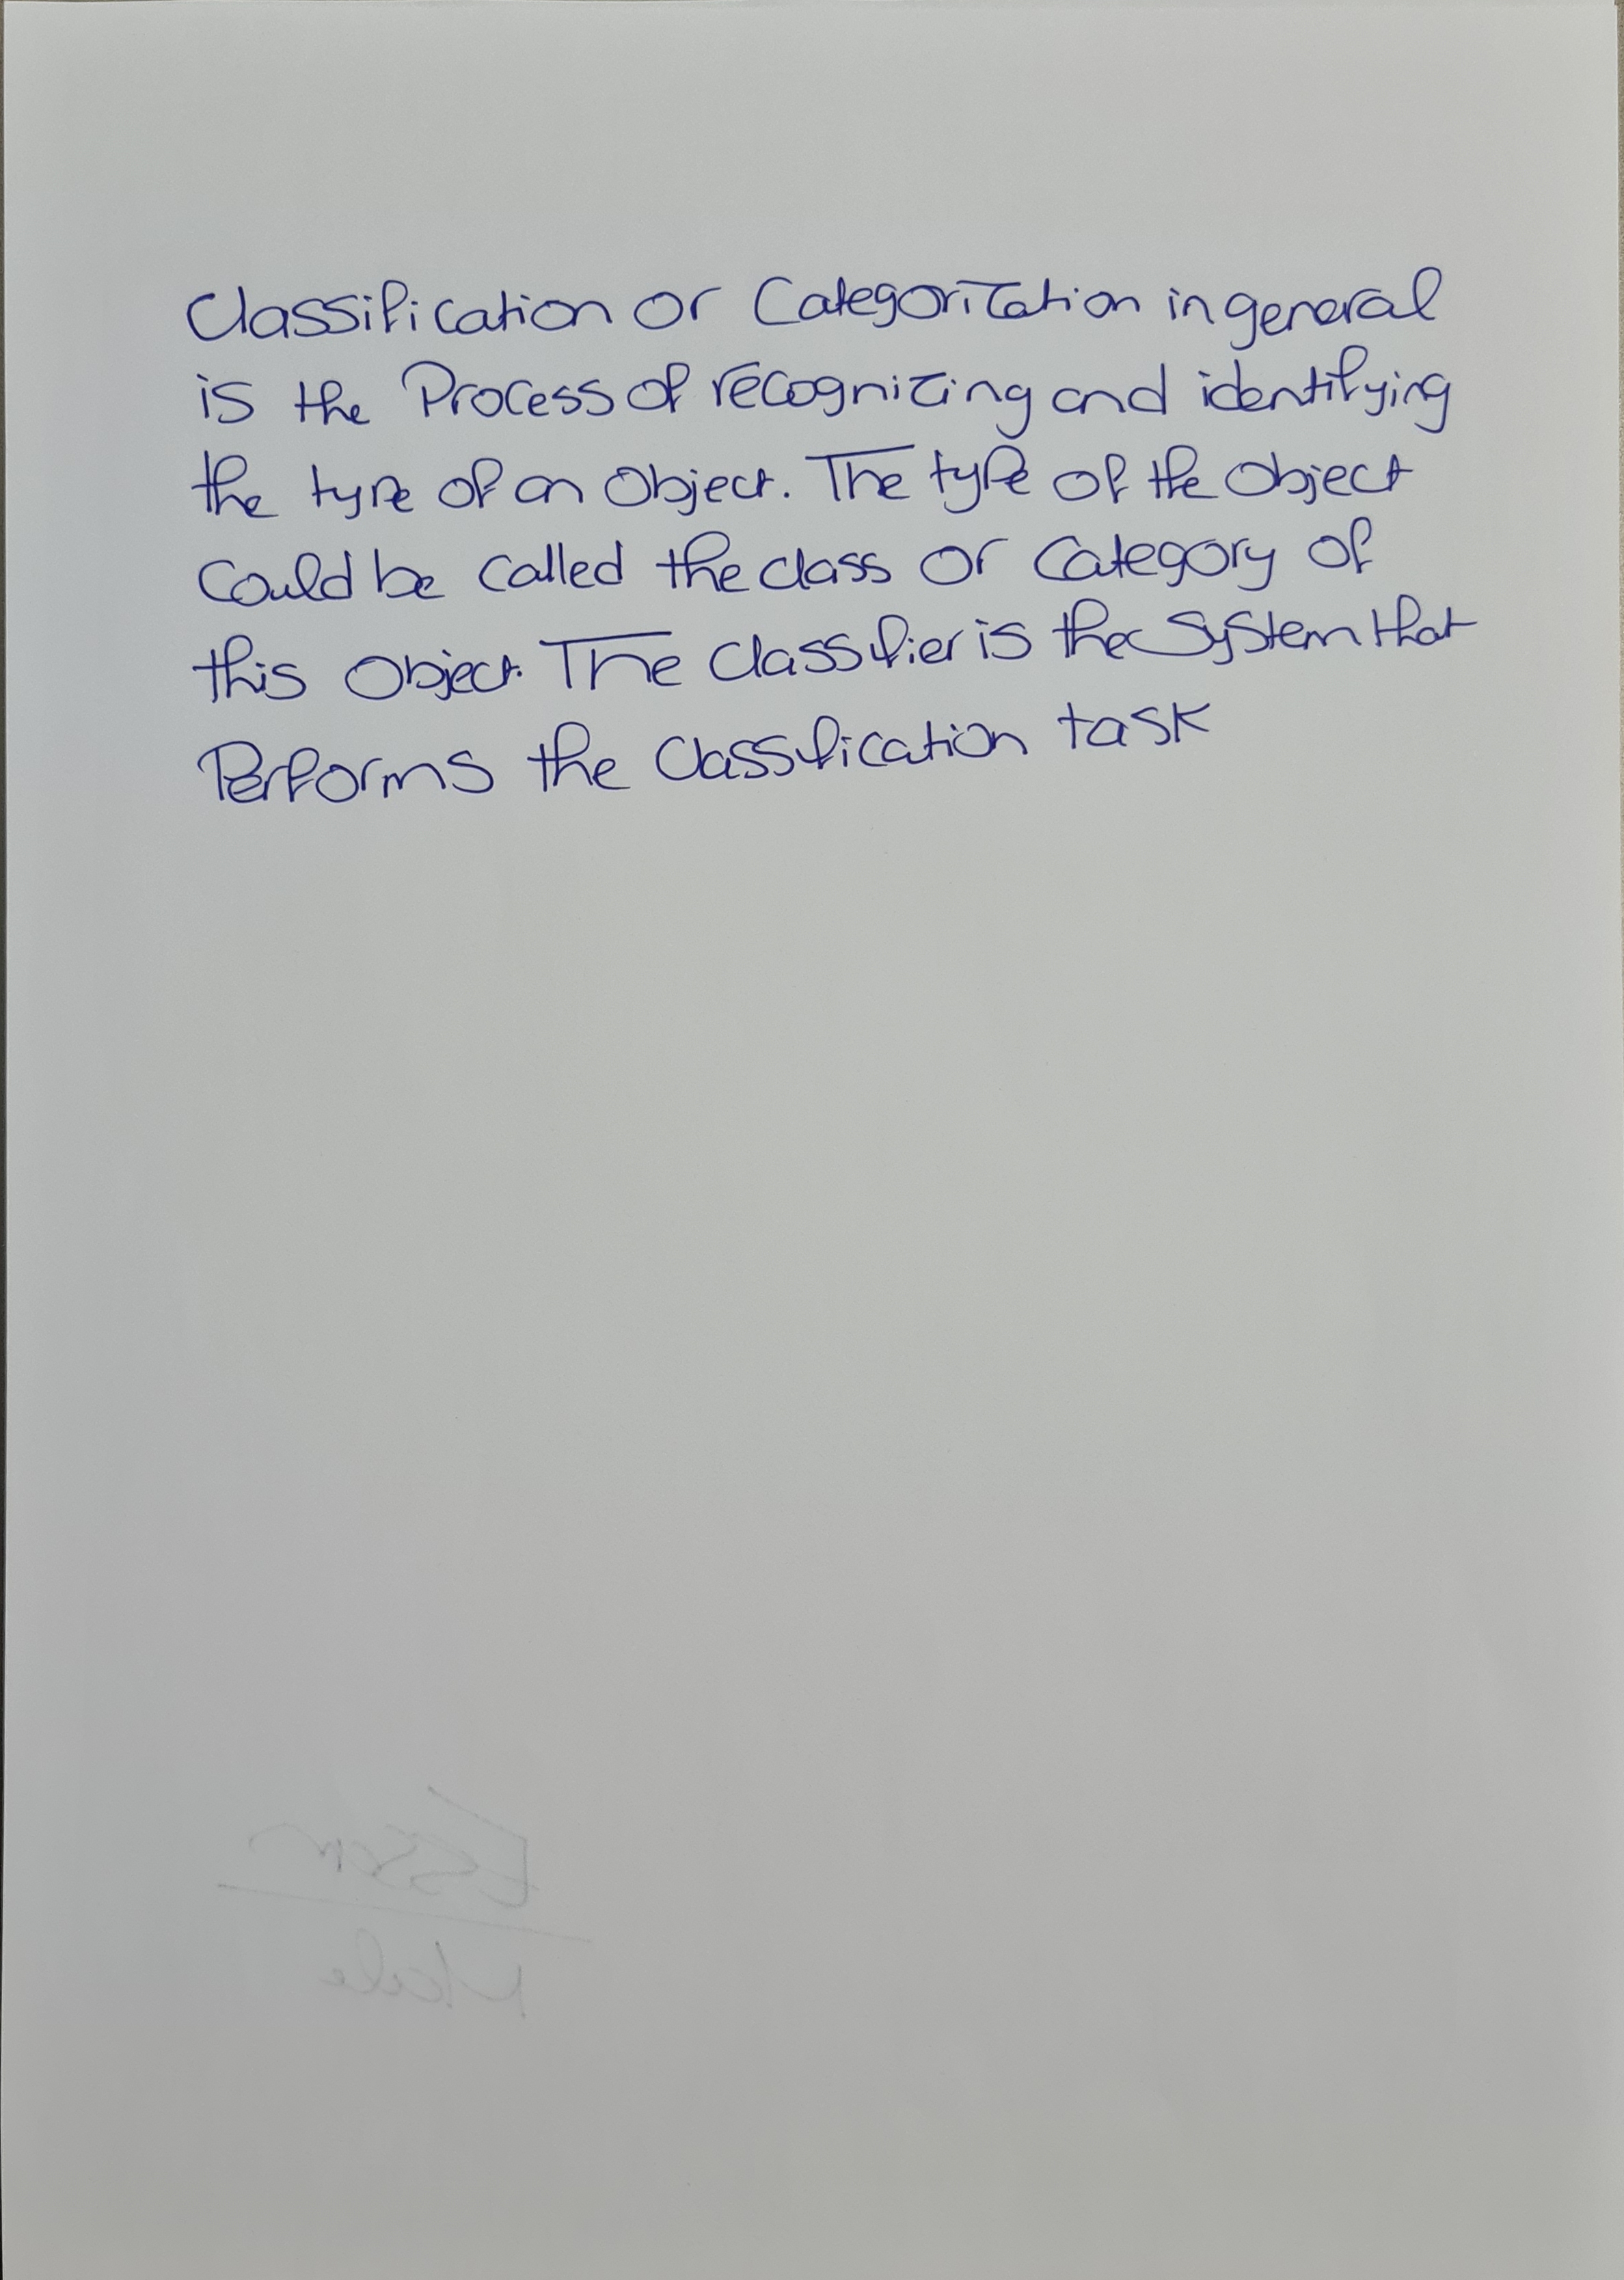 Classification or Categorization in general
is the Process of recognizing and identifying
the type of an Object. The type of the Object
Could be called the class or Category of
this Object. The Classifier is the System that
Performs the Classification task